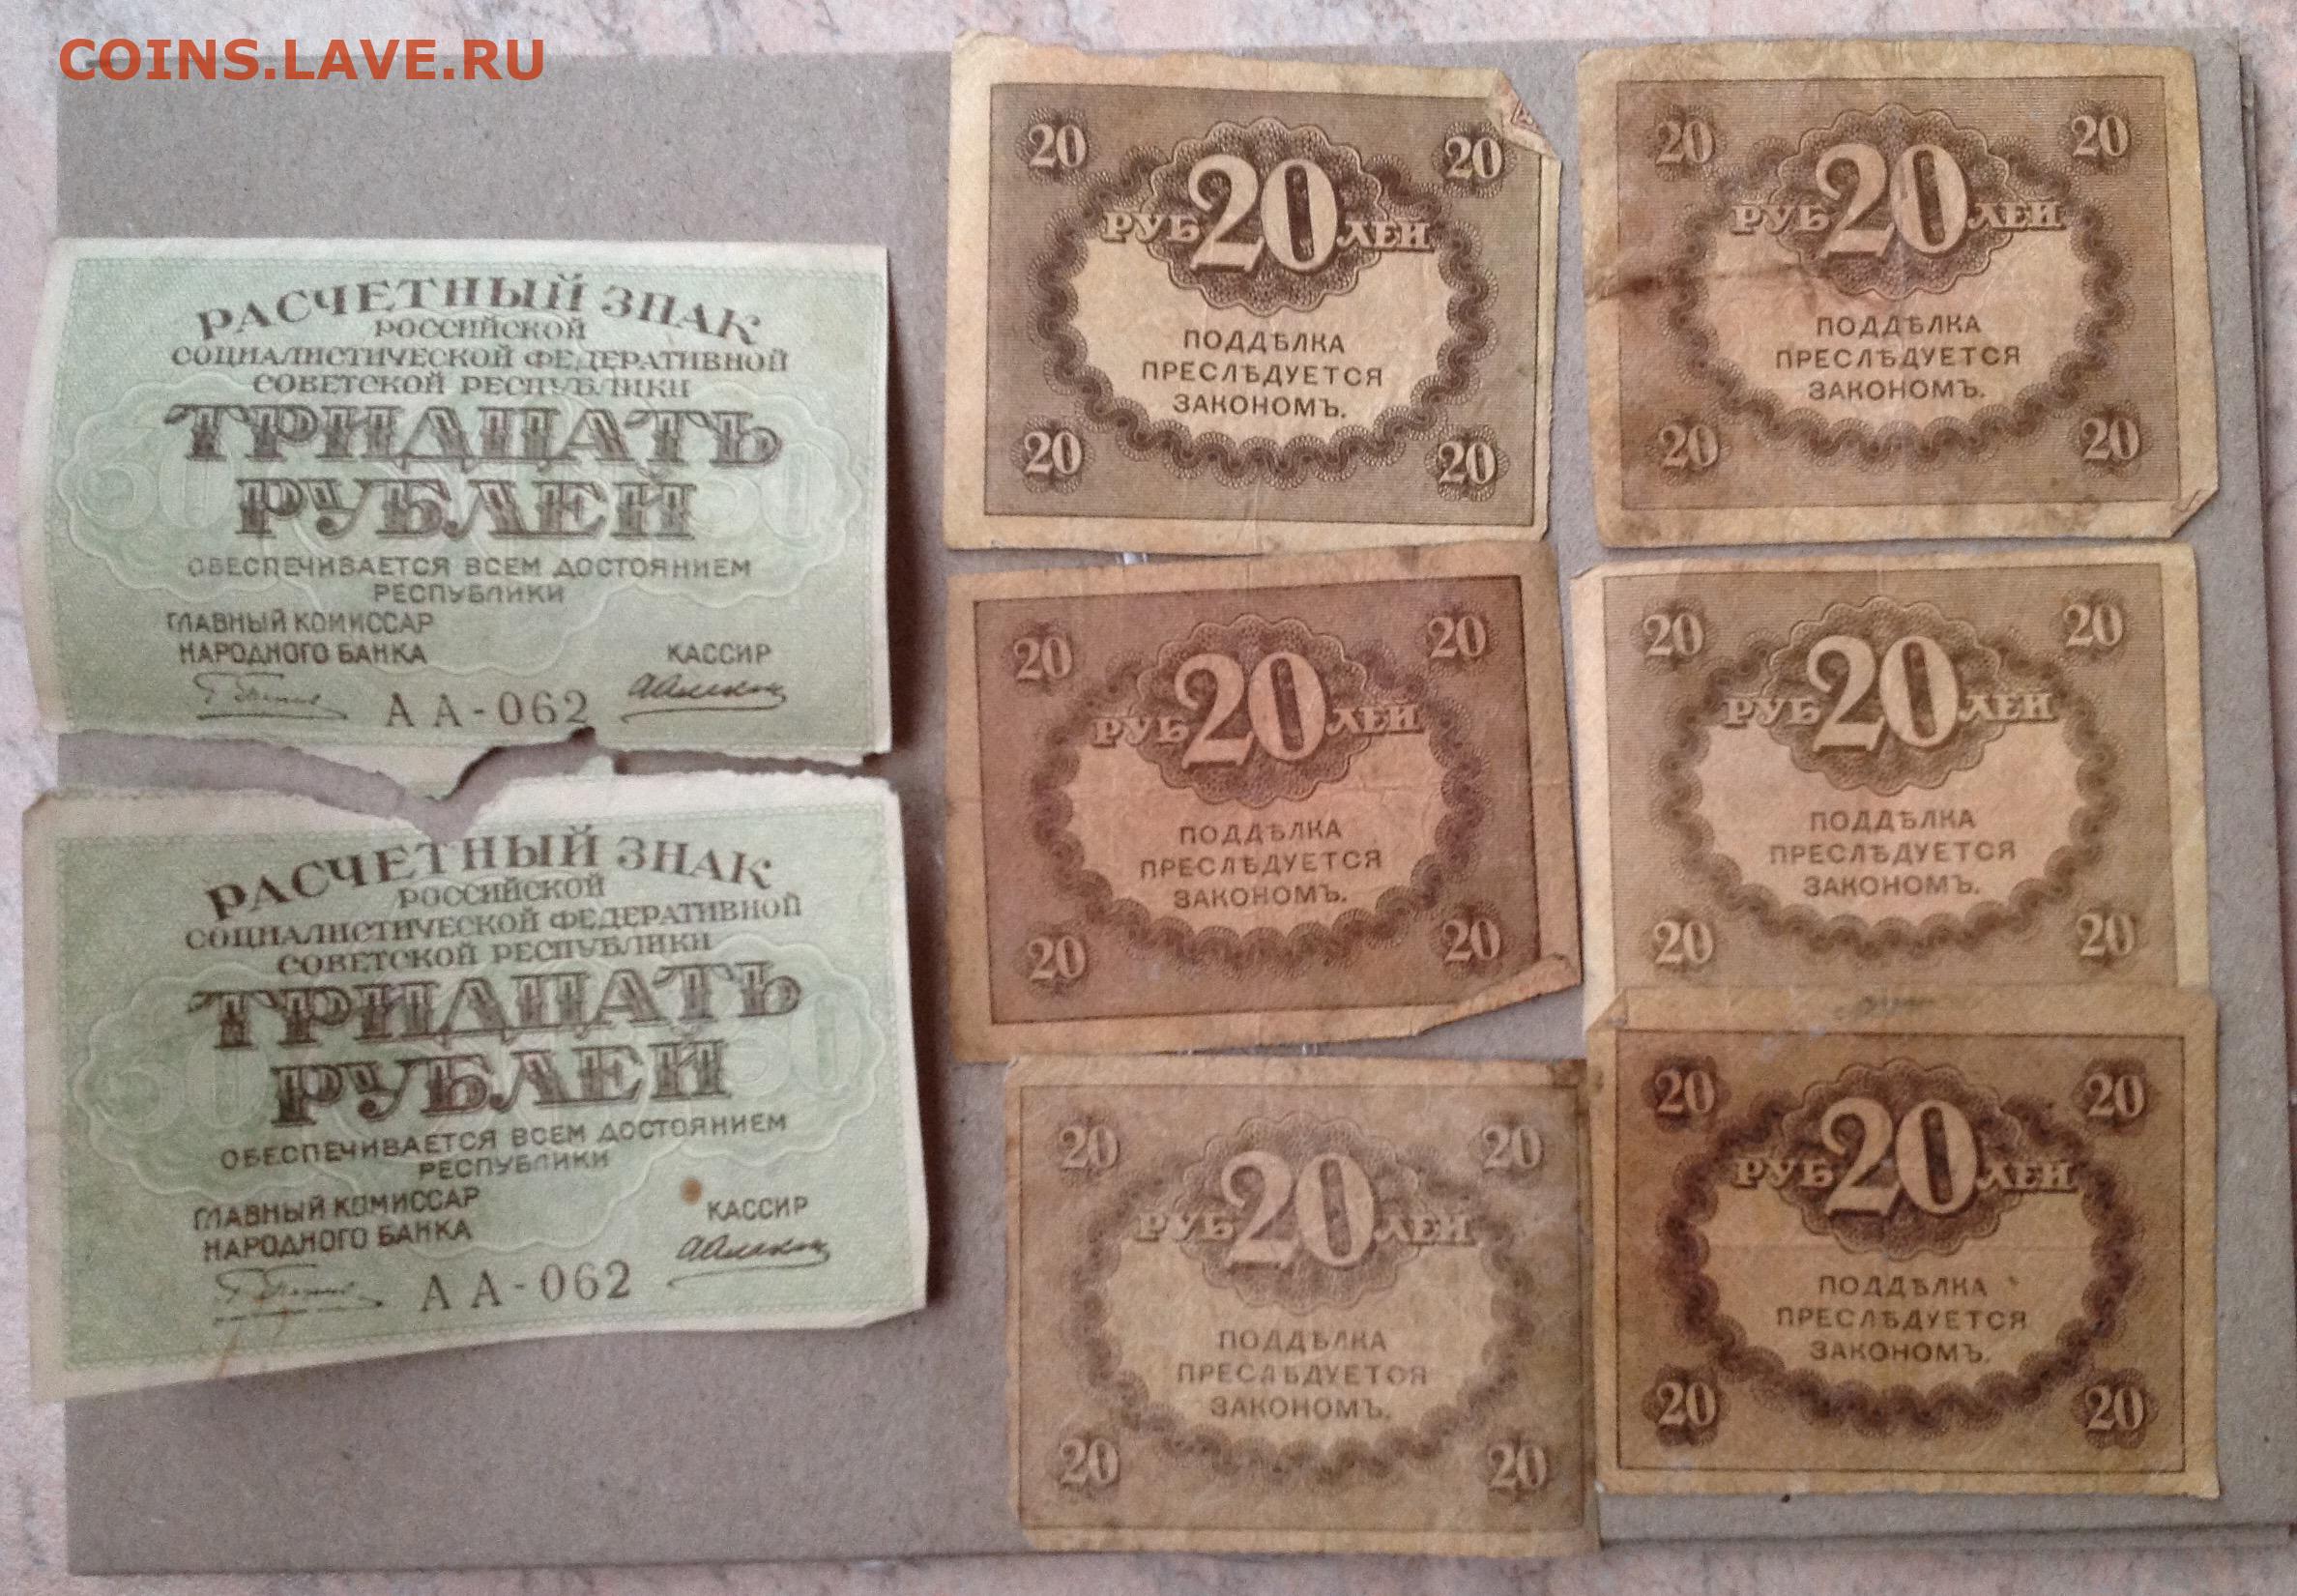 COINS.LAVE.RU
РАСЧЕТНЫЙ ЗНАК
РОССИЙСКОЙ
СОЦИАЛИСТИЧЕСКОЙ ФЕДЕРАТИВНОЙ
СОВЕТСКОЙ РЕСПУБЛИКИ
ТРИДЦАТЬ
РУБЛЕЙ
30 30
ОБЕСПЕЧИВАЕТСЯ ВСЕМ ДОСТОЯНИЕМ
РЕСПУБЛИКИ
ГЛАВНЫЙ КОМИССАР
НАРОДНОГО БАНКА
КАССИР
АА-062
РАСЧЕТНЫЙ ЗНАК
РОССИЙСКОЙ
СОЦИАЛИСТИЧЕСКОЙ ФЕДЕРАТИВНОЙ
СОВЕТСКОЙ РЕСПУБЛИКИ
ТРИДЦАТЬ
РУБЛЕЙ
30 30
ОБЕСПЕЧИВАЕТСЯ ВСЕМ ДОСТОЯНИЕМ
РЕСПУБЛИКИ
ГЛАВНЫЙ КОМИССАР
НАРОДНОГО БАНКА
КАССИР
АА-062
20 20
РУБ 20 ЛЕЙ
ПОДДѢЛКА
ПРЕСЛѢДУЕТСЯ
ЗАКОНОМЪ.
20 20
20 20
РУБ 20 ЛЕЙ
ПОДДѢЛКА
ПРЕСЛѢДУЕТСЯ
ЗАКОНОМЪ.
20 20
20 20
РУБ 20 ЛЕЙ
ПОДДѢЛКА
ПРЕСЛѢДУЕТСЯ
ЗАКОНОМЪ.
20 20
20 20
РУБ 20 ЛЕЙ
ПОДДѢЛКА
ПРЕСЛѢДУЕТСЯ
ЗАКОНОМЪ.
20 20
20 20
РУБ 20 ЛЕЙ
ПОДДѢЛКА
ПРЕСЛѢДУЕТСЯ
ЗАКОНОМЪ.
20 20
20 20
РУБ 20 ЛЕЙ
ПОДДѢЛКА
ПРЕСЛѢДУЕТСЯ
ЗАКОНОМЪ.
20 20